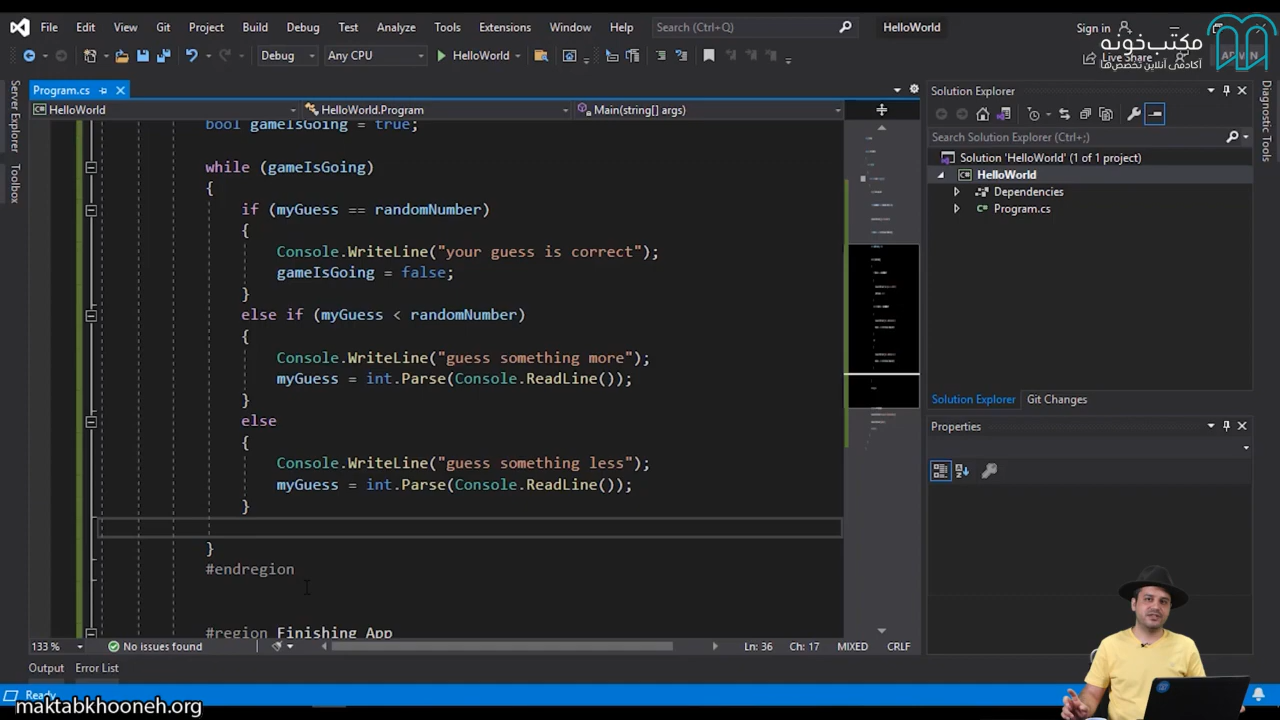 File Edit View Git Project Build Debug Test Analyze Tools Extensions Window Help Search (Ctrl+Q) HelloWorld Sign in
مکتب‌خونه
آکادمی آنلاین تخصص‌ها
Debug Any CPU HelloWorld Live Share ADMIN
Server Explorer
Toolbox
Program.cs
HelloWorld HelloWorld.Program Main(string[] args)
bool gameIsGoing = true;
while (gameIsGoing)
{
if (myGuess == randomNumber)
{
Console.WriteLine("your guess is correct");
gameIsGoing = false;
}
else if (myGuess < randomNumber)
{
Console.WriteLine("guess something more");
myGuess = int.Parse(Console.ReadLine());
}
else
{
Console.WriteLine("guess something less");
myGuess = int.Parse(Console.ReadLine());
}
}
#endregion
#region Finishing App
133 % No issues found Ln: 36 Ch: 17 MIXED CRLF
Output Error List
Ready
maktabkhooneh.org
Solution Explorer
Search Solution Explorer (Ctrl+;)
Solution 'HelloWorld' (1 of 1 project)
HelloWorld
Dependencies
Program.cs
Solution Explorer Git Changes
Properties
Diagnostic Tools